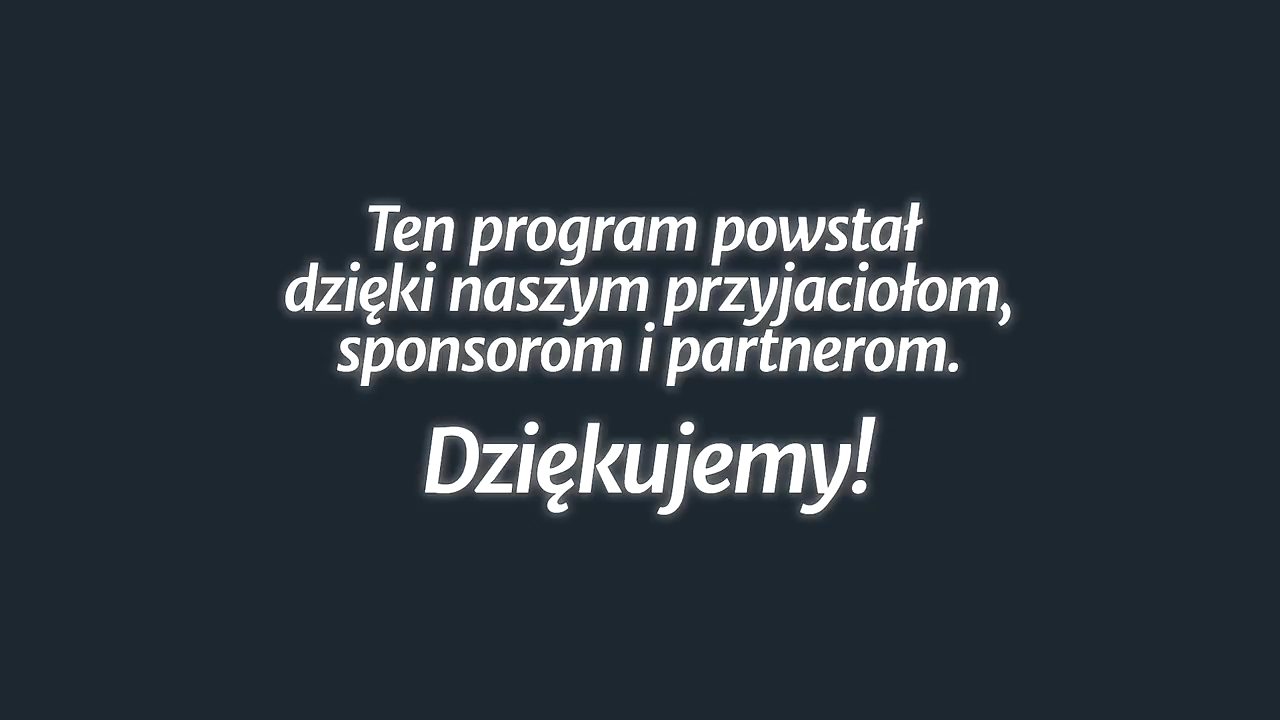 Ten program powstał
dzięki naszym przyjaciołom,
sponsorom i partnerom.
Dziękujemy!